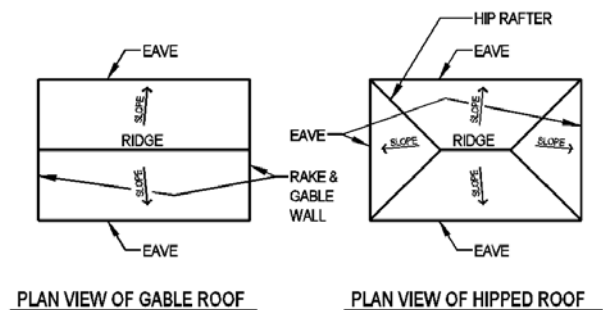 HIP RAFTER
EAVE
EAVE
SLOPE
RIDGE
SLOPE
RAKE &
GABLE
WALL
EAVE
EAVE
SLOPE
RIDGE
SLOPE
SLOPE
SLOPE
EAVE
EAVE
PLAN VIEW OF GABLE ROOF
PLAN VIEW OF HIPPED ROOF